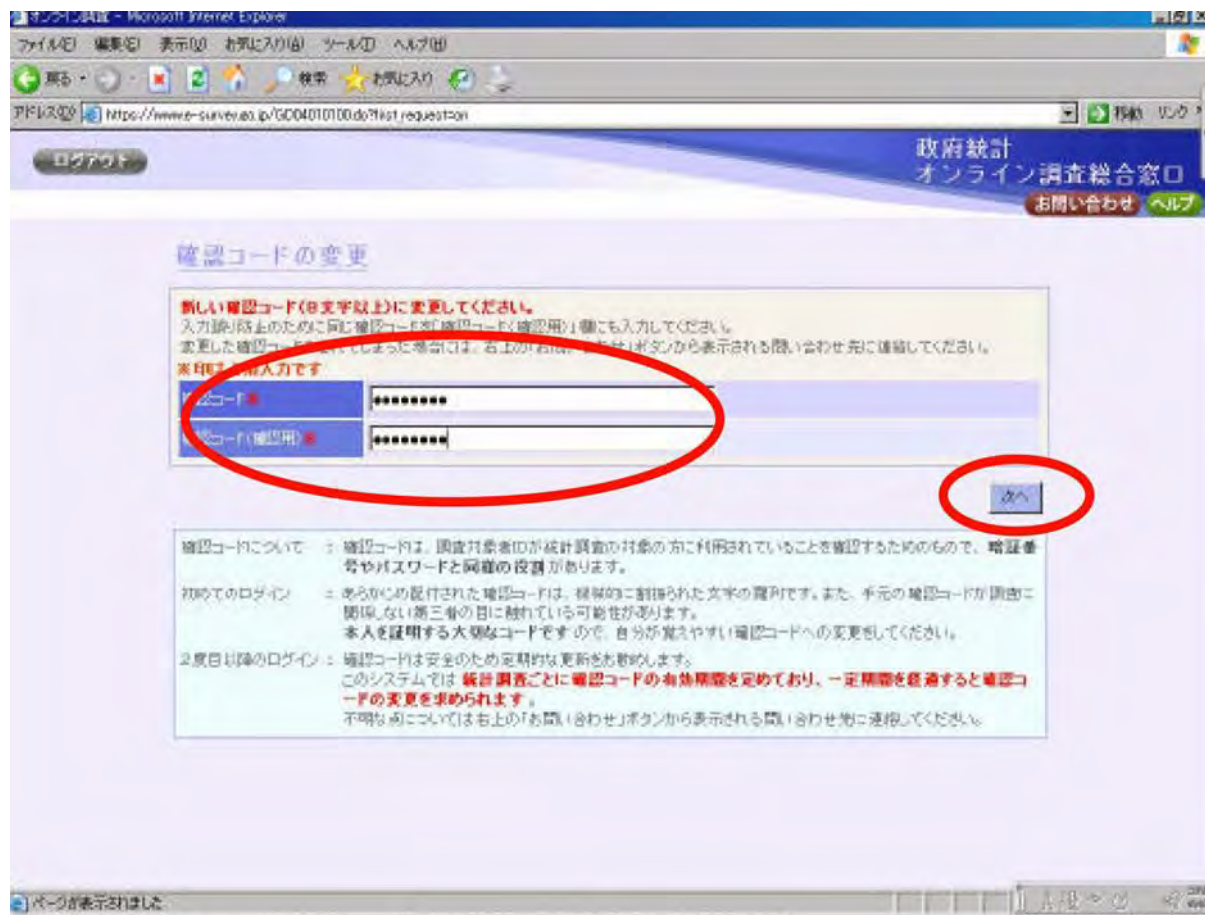 オンライン調査 - Microsoft Internet Explorer
ファイル(F) 編集(E) 表示(V) お気に入り(A) ツール(T) ヘルプ(H)
戻る 検索 お気に入り
アドレス(D) https://www.e-survey.go.jp/GD04010100.do?first_request=on 移動 リンク
ログアウト
政府統計
オンライン調査総合窓口
お問い合わせ ヘルプ
確認コードの変更
新しい確認コード(8文字以上)に変更してください。
入力誤り防止のために同じ確認コードを「確認コード(確認用)」欄にも入力してください。
変更した確認コードを忘れてしまった場合には、右上の「お問い合わせ」ボタンから表示される問い合わせ先に連絡してください。
※印は 入力です
確認コード※ ●●●●●●●●
確認コード(確認用)※ ●●●●●●●●
次へ
確認コードについて : 確認コードは、調査対象者IDが統計調査の対象の方に利用されていることを確認するためのもので、暗証番
号やパスワードと同様の役割があります。
初めてのログイン : あらかじめ配付された確認コードは、機械的に割振られた文字の羅列です。また、手元の確認コードが調査に
関係しない第三者の目に触れている可能性があります。
本人を証明する大切なコードですので、自分が覚えやすい確認コードへの変更をしてください。
2度目以降のログイン : 確認コードは安全のため定期的な更新をお勧めします。
このシステムでは統計調査ごとに確認コードの有効期間を定めており、一定期間を経過すると確認コ
ードの変更を求められます。
不明な点については右上の「お問い合わせ」ボタンから表示される問い合わせ先に連絡してください。
ページが表示されました